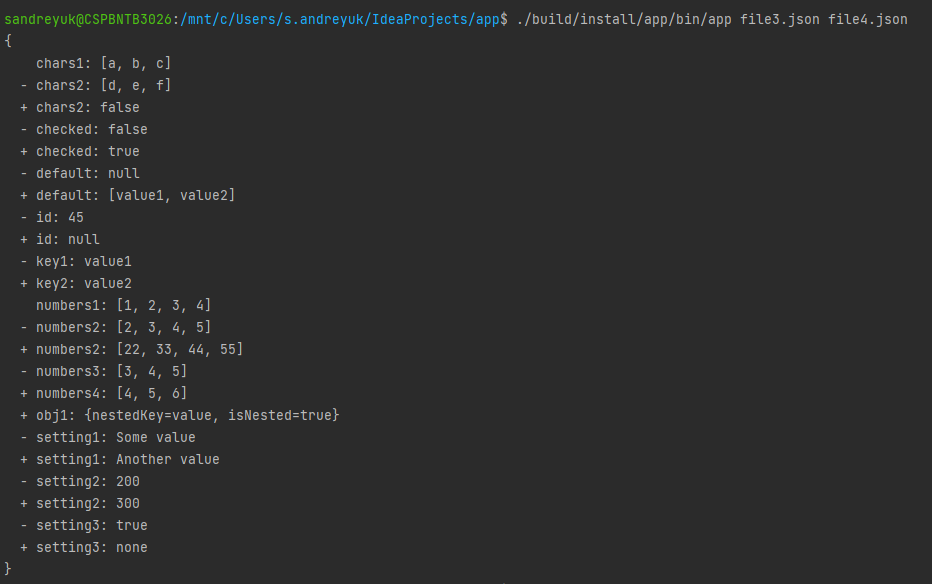 sandreyuk@CSPBNTB3026:/mnt/c/Users/s.andreyuk/IdeaProjects/app$ ./build/install/app/bin/app file3.json file4.json
{
    chars1: [a, b, c]
  - chars2: [d, e, f]
  + chars2: false
  - checked: false
  + checked: true
  - default: null
  + default: [value1, value2]
  - id: 45
  + id: null
  - key1: value1
  + key2: value2
    numbers1: [1, 2, 3, 4]
  - numbers2: [2, 3, 4, 5]
  + numbers2: [22, 33, 44, 55]
  - numbers3: [3, 4, 5]
  + numbers4: [4, 5, 6]
  + obj1: {nestedKey=value, isNested=true}
  - setting1: Some value
  + setting1: Another value
  - setting2: 200
  + setting2: 300
  - setting3: true
  + setting3: none
}